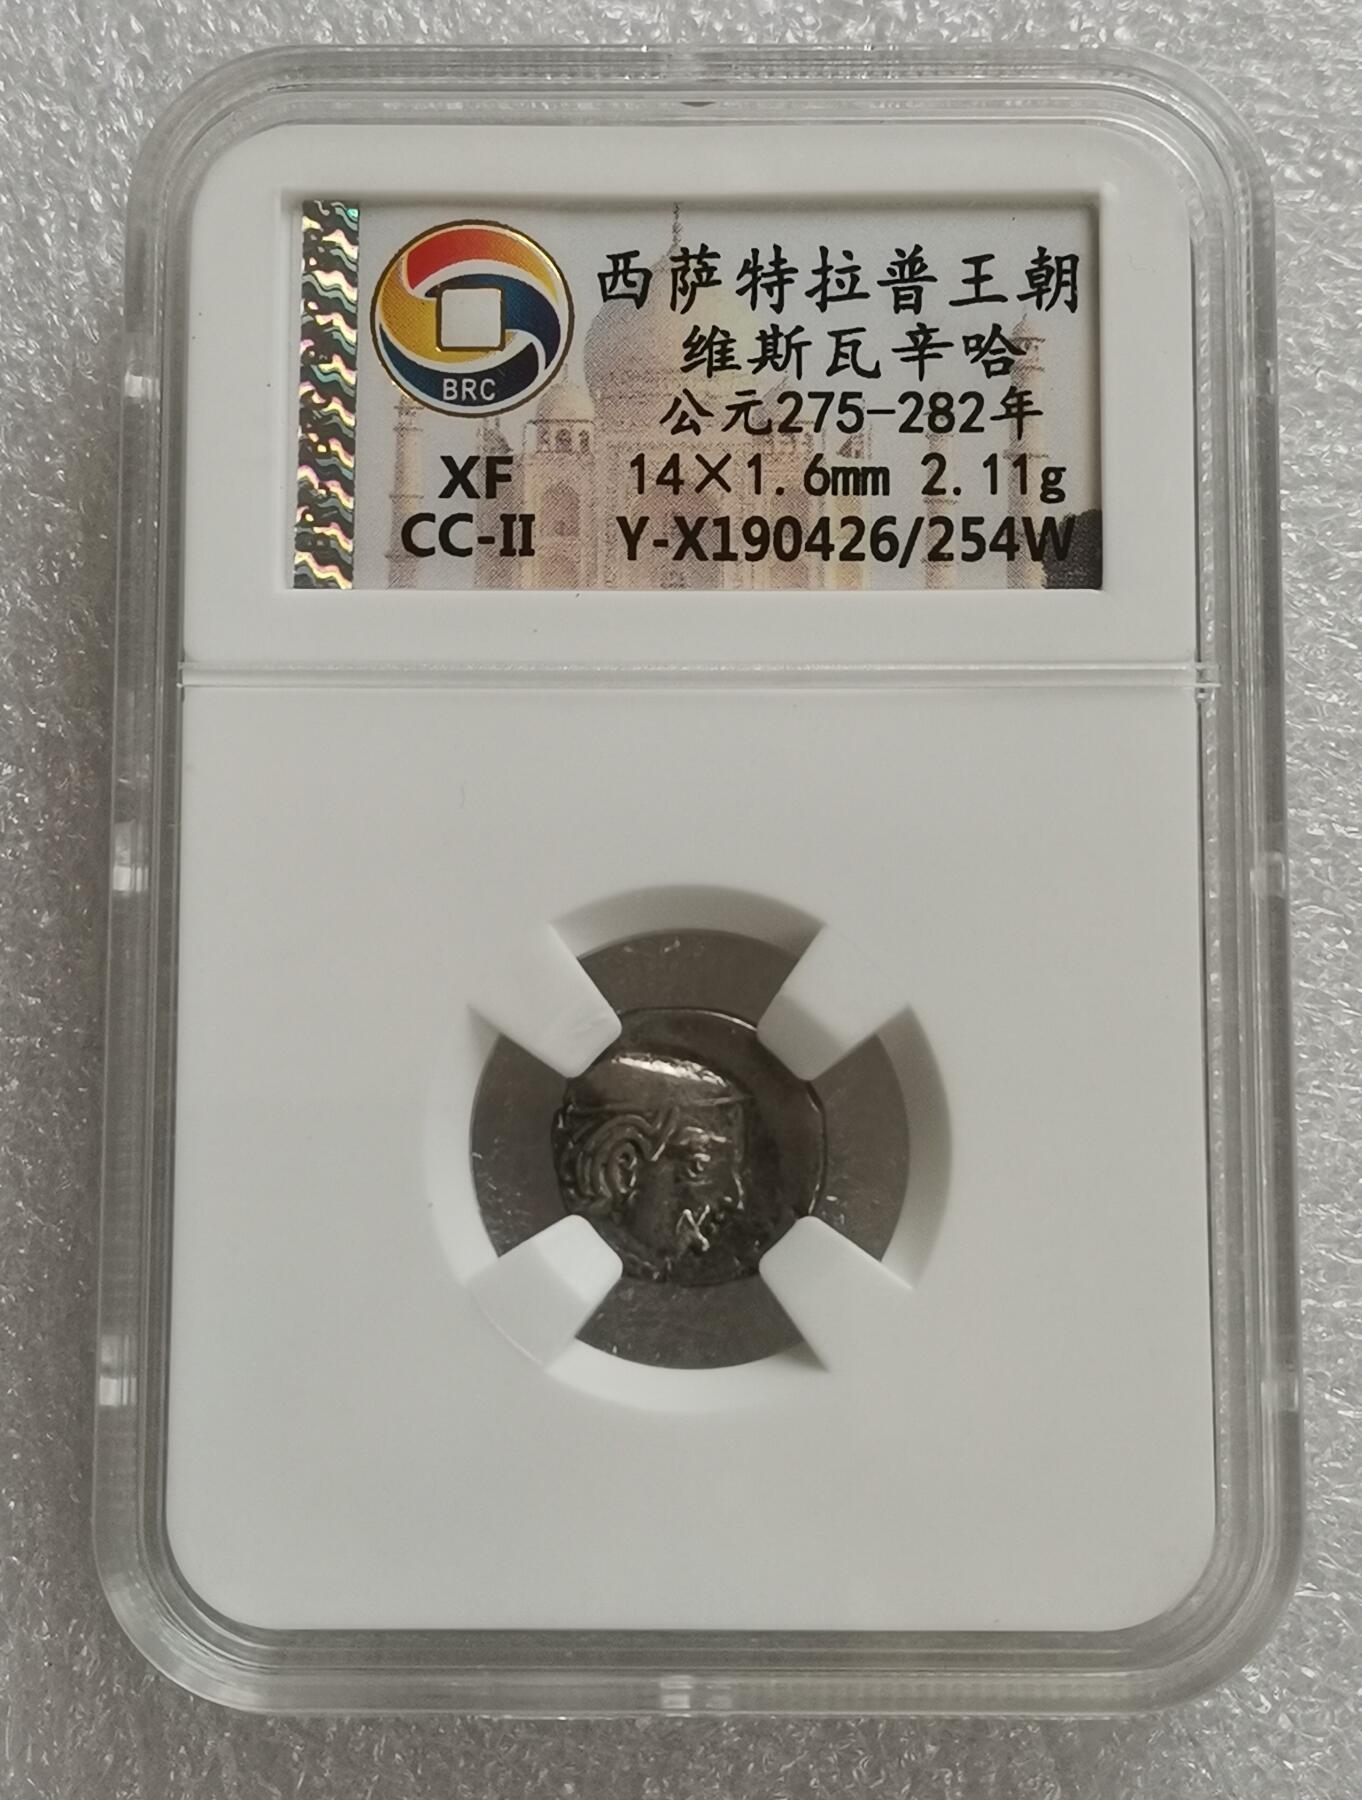 BRC
西萨特拉普王朝
维斯瓦辛哈
公元275-282年
XF 14×1.6mm 2.11g
CC-II Y-X190426/254W